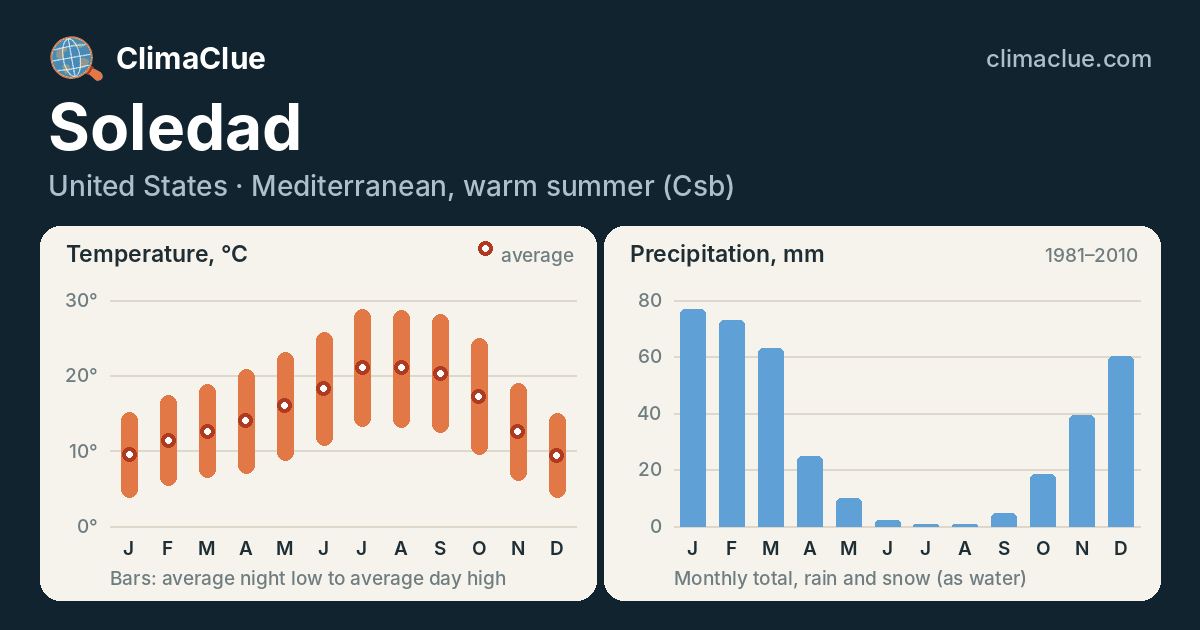 ClimaClue
climaclue.com
Soledad
United States · Mediterranean, warm summer (Csb)
Temperature, °C
average
30°
20°
10°
0°
J F M A M J J A S O N D
Bars: average night low to average day high
Precipitation, mm
1981–2010
80
60
40
20
0
J F M A M J J A S O N D
Monthly total, rain and snow (as water)